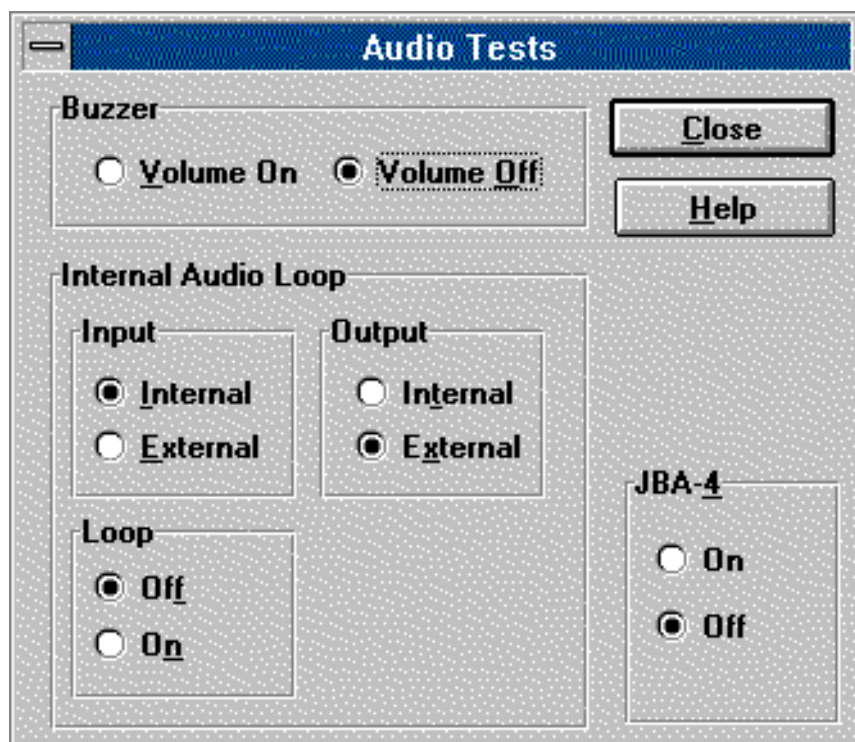 Audio Tests
Buzzer
Volume On
Volume Off
Close
Help
Internal Audio Loop
Input
Internal
External
Output
Internal
External
Loop
Off
On
JBA-4
On
Off